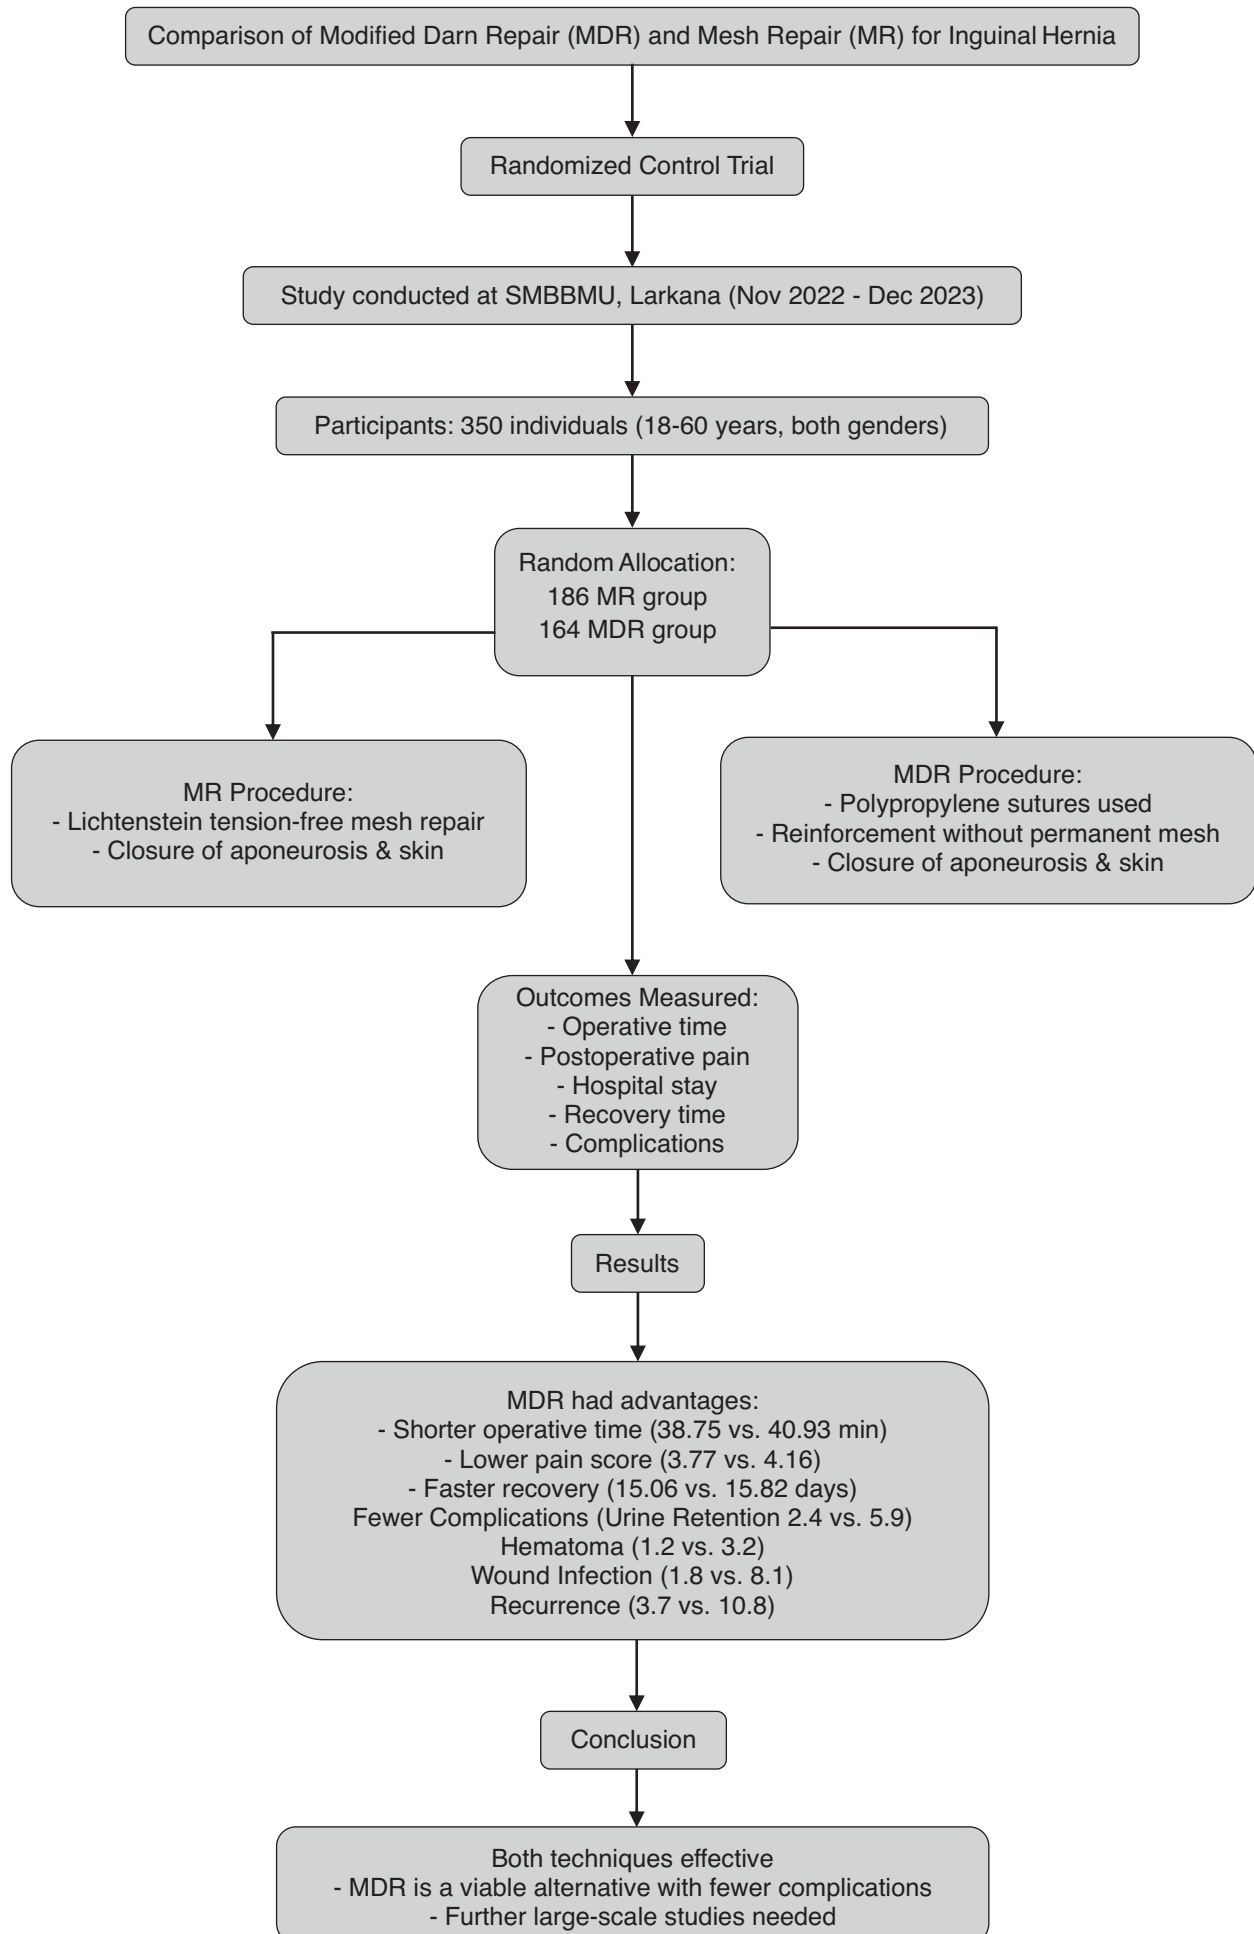 Comparison of Modified Darn Repair (MDR) and Mesh Repair (MR) for Inguinal Hernia
Randomized Control Trial
Study conducted at SMBBMU, Larkana (Nov 2022 - Dec 2023)
Participants: 350 individuals (18-60 years, both genders)
Random Allocation:
186 MR group
164 MDR group
MR Procedure:
- Lichtenstein tension-free mesh repair
- Closure of aponeurosis & skin
MDR Procedure:
- Polypropylene sutures used
- Reinforcement without permanent mesh
- Closure of aponeurosis & skin
Outcomes Measured:
- Operative time
- Postoperative pain
- Hospital stay
- Recovery time
- Complications
Results
MDR had advantages:
- Shorter operative time (38.75 vs. 40.93 min)
- Lower pain score (3.77 vs. 4.16)
- Faster recovery (15.06 vs. 15.82 days)
Fewer Complications (Urine Retention 2.4 vs. 5.9)
Hematoma (1.2 vs. 3.2)
Wound Infection (1.8 vs. 8.1)
Recurrence (3.7 vs. 10.8)
Conclusion
Both techniques effective
- MDR is a viable alternative with fewer complications
- Further large-scale studies needed